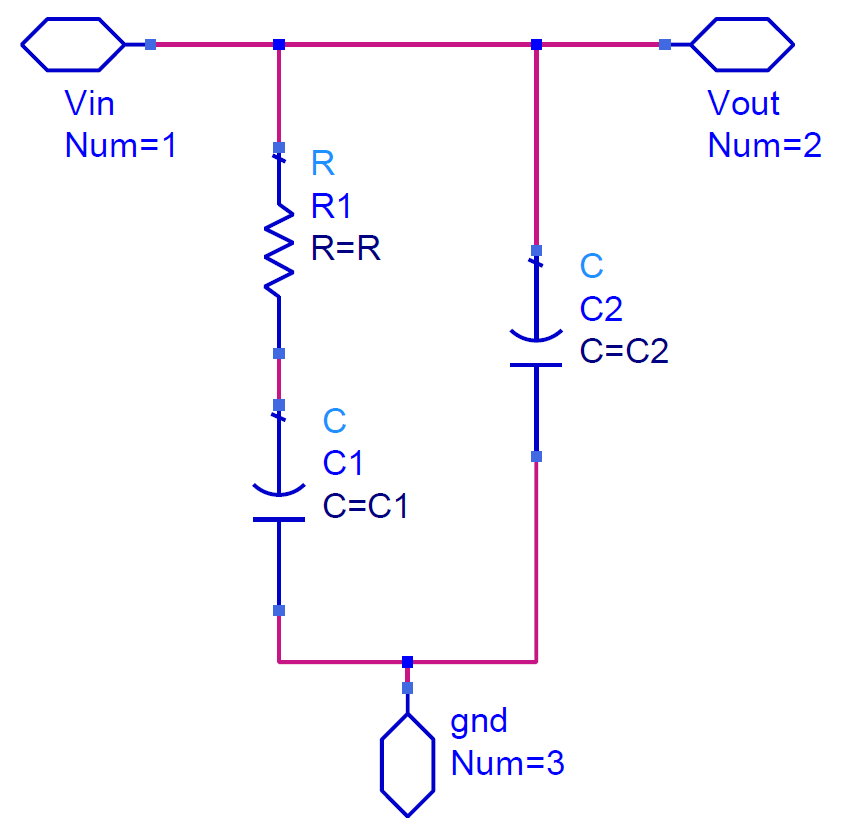 Vin
Num=1
Vout
Num=2
R
R1
R=R
C
C2
C=C2
C
C1
C=C1
gnd
Num=3